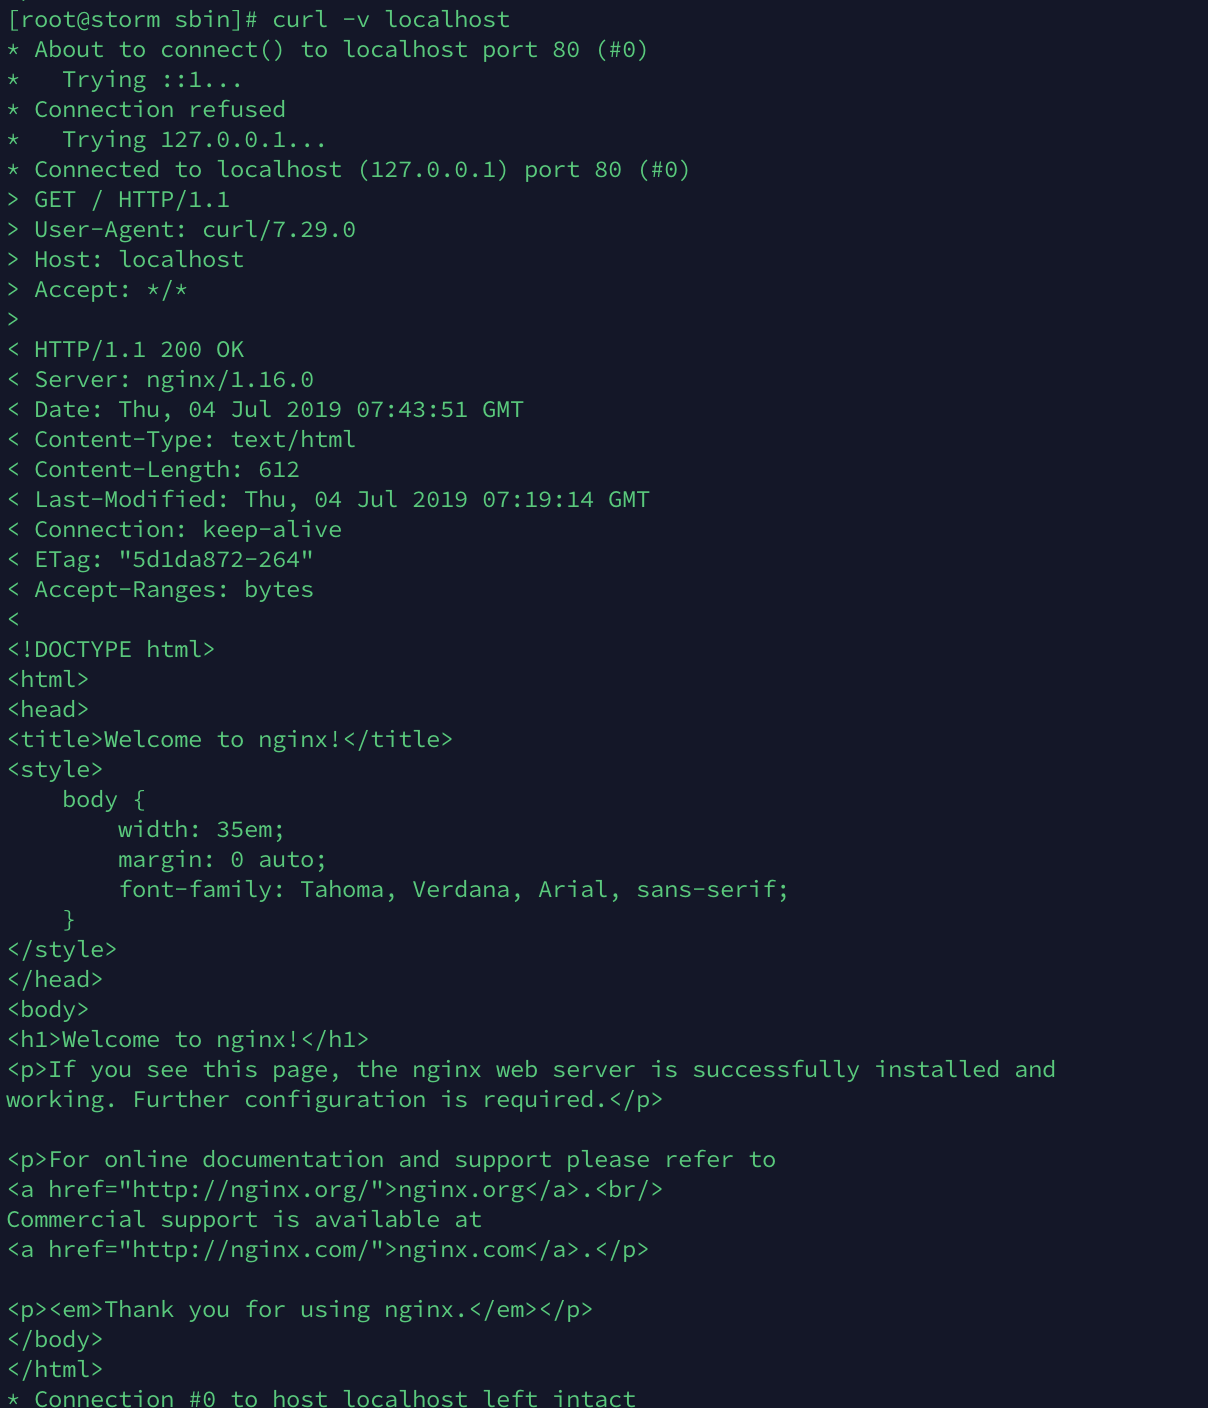 [root@storm sbin]# curl -v localhost
* About to connect() to localhost port 80 (#0)
*   Trying ::1...
* Connection refused
*   Trying 127.0.0.1...
* Connected to localhost (127.0.0.1) port 80 (#0)
> GET / HTTP/1.1
> User-Agent: curl/7.29.0
> Host: localhost
> Accept: */*
>
< HTTP/1.1 200 OK
< Server: nginx/1.16.0
< Date: Thu, 04 Jul 2019 07:43:51 GMT
< Content-Type: text/html
< Content-Length: 612
< Last-Modified: Thu, 04 Jul 2019 07:19:14 GMT
< Connection: keep-alive
< ETag: "5d1da872-264"
< Accept-Ranges: bytes
<
<!DOCTYPE html>
<html>
<head>
<title>Welcome to nginx!</title>
<style>
    body {
        width: 35em;
        margin: 0 auto;
        font-family: Tahoma, Verdana, Arial, sans-serif;
    }
</style>
</head>
<body>
<h1>Welcome to nginx!</h1>
<p>If you see this page, the nginx web server is successfully installed and
working. Further configuration is required.</p>

<p>For online documentation and support please refer to
<a href="http://nginx.org/">nginx.org</a>.<br/>
Commercial support is available at
<a href="http://nginx.com/">nginx.com</a>.</p>

<p><em>Thank you for using nginx.</em></p>
</body>
</html>
* Connection #0 to host localhost left intact